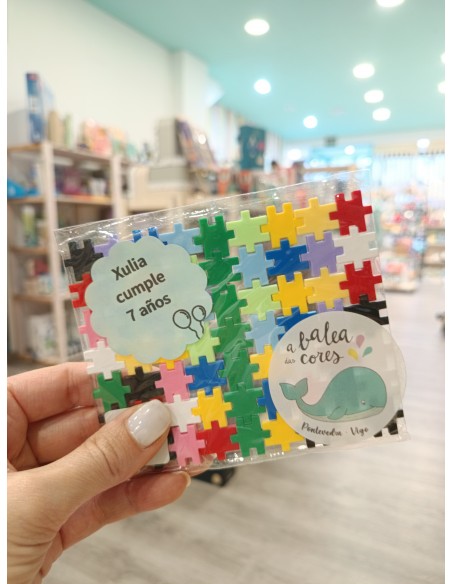 Xulia
cumple
7 años
a balea
das
cores
Pontevedra - Vigo